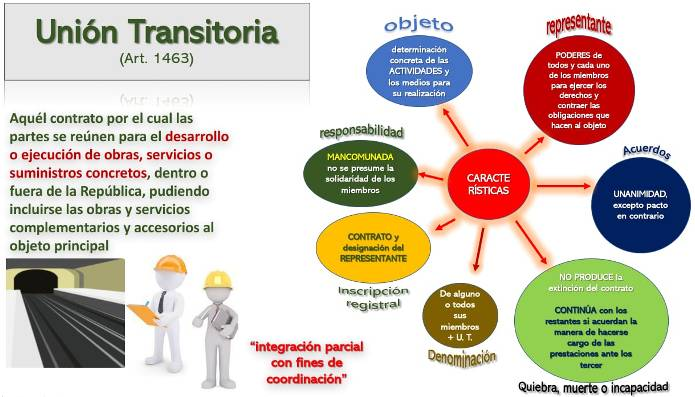 Unión Transitoria
(Art. 1463)
Aquél contrato por el cual las
partes se reúnen para el desarrollo
o ejecución de obras, servicios o
suministros concretos, dentro o
fuera de la República, pudiendo
incluirse las obras y servicios
complementarios y accesorios al
objeto principal
"integración parcial
con fines de
coordinación"
CARACTE
RÍSTICAS
objeto
determinación
concreta de las
ACTIVIDADES y
los medios para
su realización
representante
PODERES de
todos y cada uno
de los miembros
para ejercer los
derechos y
contraer las
obligaciones que
hacen al objeto
responsabilidad
MANCOMUNADA
no se presume la
solidaridad de los
miembros
Acuerdos
UNANIMIDAD,
excepto pacto
en contrario
CONTRATO y
designación del
REPRESENTANTE
Inscripción
registral
De alguno
o todos
sus
miembros
+ U. T.
Denominación
NO PRODUCE la
extinción del contrato
CONTINÚA con los
restantes si acuerdan la
manera de hacerse
cargo de las
prestaciones ante los
tercer
Quiebra, muerte o incapacidad